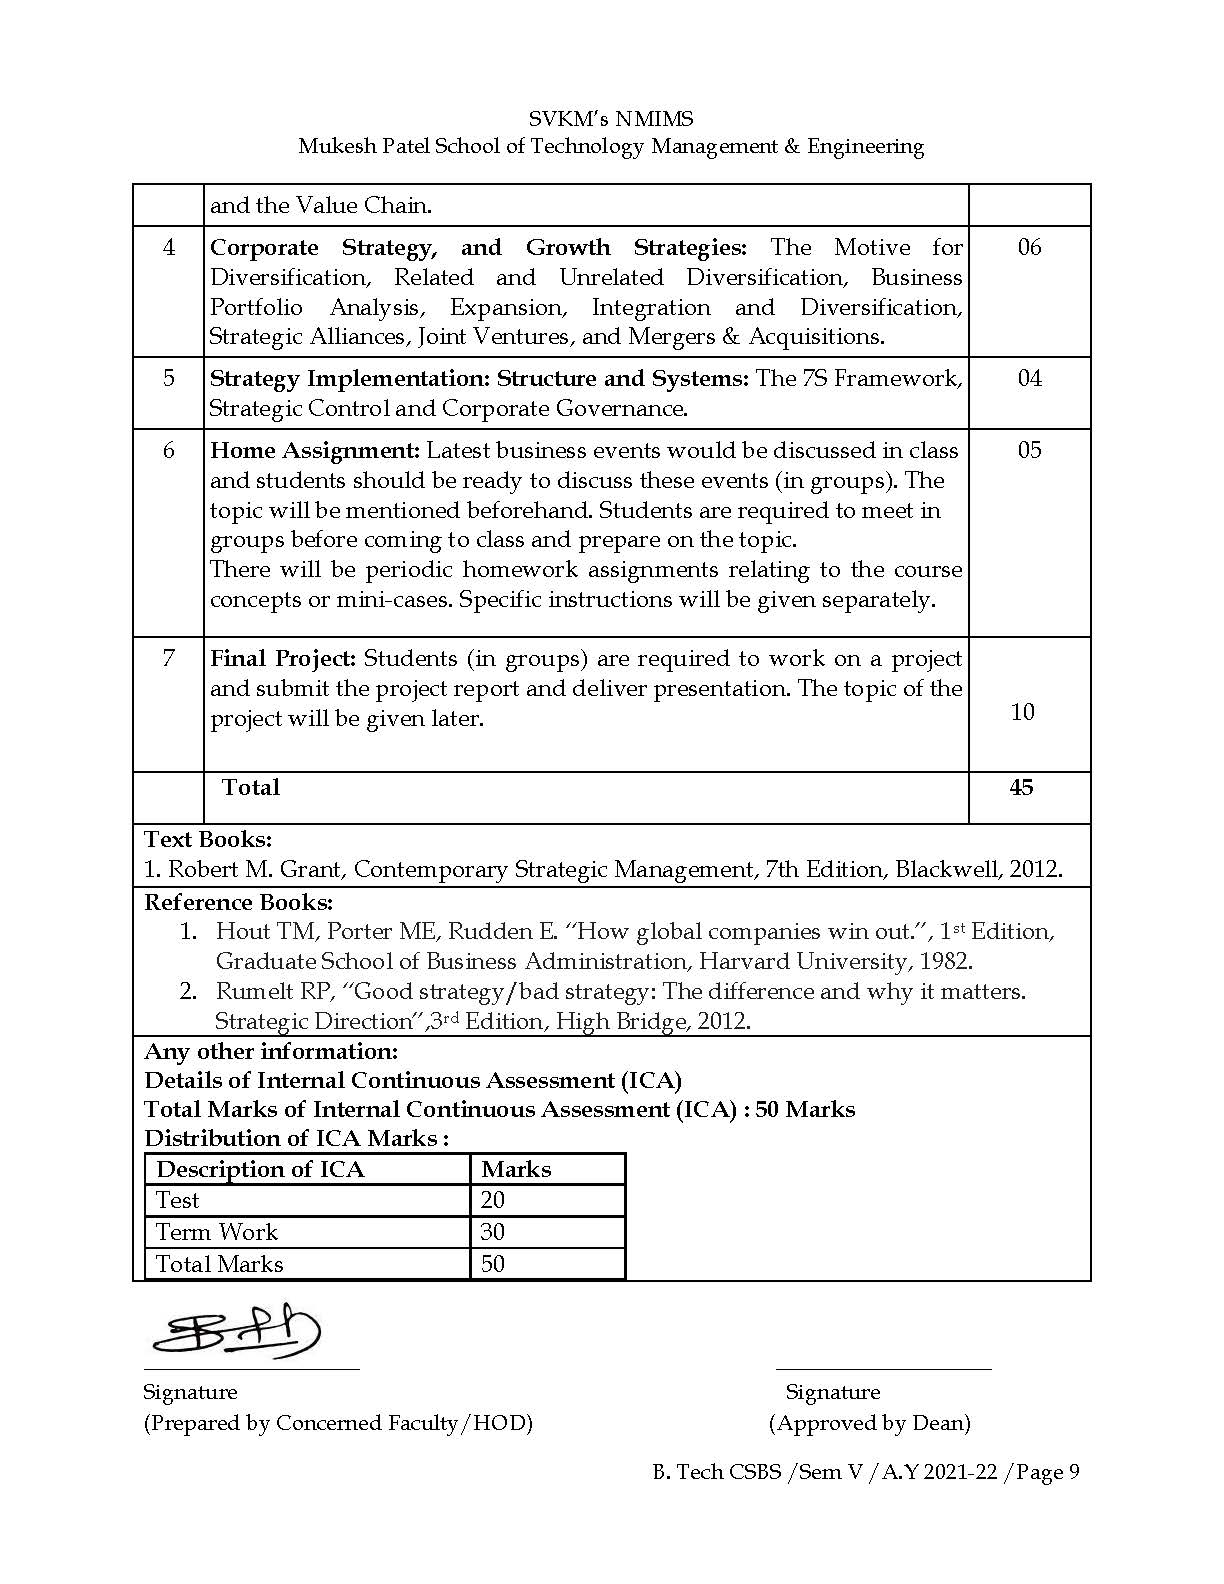 SVKM's NMIMS
Mukesh Patel School of Technology Management & Engineering
and the Value Chain.
4 Corporate Strategy, and Growth Strategies: The Motive for 06
Diversification, Related and Unrelated Diversification, Business
Portfolio Analysis, Expansion, Integration and Diversification,
Strategic Alliances, Joint Ventures, and Mergers & Acquisitions.
5 Strategy Implementation: Structure and Systems: The 7S Framework, 04
Strategic Control and Corporate Governance.
6 Home Assignment: Latest business events would be discussed in class 05
and students should be ready to discuss these events (in groups). The
topic will be mentioned beforehand. Students are required to meet in
groups before coming to class and prepare on the topic.
There will be periodic homework assignments relating to the course
concepts or mini-cases. Specific instructions will be given separately.
7 Final Project: Students (in groups) are required to work on a project
and submit the project report and deliver presentation. The topic of the
project will be given later. 10
Total 45
Text Books:
1. Robert M. Grant, Contemporary Strategic Management, 7th Edition, Blackwell, 2012.
Reference Books:
1. Hout TM, Porter ME, Rudden E. “How global companies win out.”, 1st Edition,
Graduate School of Business Administration, Harvard University, 1982.
2. Rumelt RP, “Good strategy/bad strategy: The difference and why it matters.
Strategic Direction”,3rd Edition, High Bridge, 2012.
Any other information:
Details of Internal Continuous Assessment (ICA)
Total Marks of Internal Continuous Assessment (ICA) : 50 Marks
Distribution of ICA Marks :
Description of ICA Marks
Test 20
Term Work 30
Total Marks 50
Signature Signature
(Prepared by Concerned Faculty/HOD) (Approved by Dean)
B. Tech CSBS /Sem V /A.Y 2021-22 /Page 9